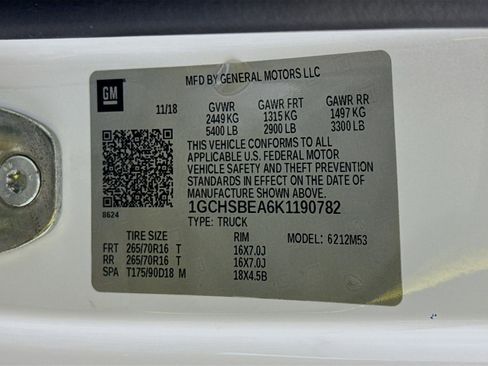 GM
MFD BY GENERAL MOTORS LLC
11/18 GVWR GAWR FRT GAWR RR
2449 KG 1315 KG 1497 KG
5400 LB 2900 LB 3300 LB
THIS VEHICLE CONFORMS TO ALL
APPLICABLE U.S. FEDERAL MOTOR
VEHICLE SAFETY AND THEFT PREVENTION
STANDARDS IN EFFECT ON THE DATE OF
MANUFACTURE SHOWN ABOVE.
1GCHSBEA6K1190782
8624
TYPE: TRUCK
TIRE SIZE RIM MODEL: 6212M53
FRT 265/70R16 T 16X7.0J
RR 265/70R16 T 16X7.0J
SPA T175/90D18 M 18X4.5B